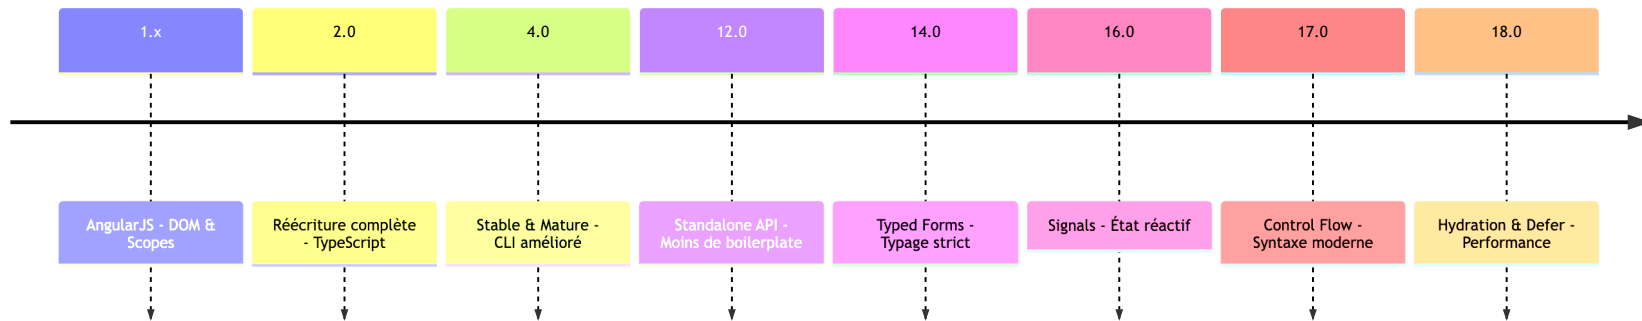 1.x
2.0
4.0
12.0
14.0
16.0
17.0
18.0
AngularJS - DOM &
Scopes
Réécriture complète
- TypeScript
Stable & Mature -
CLI amélioré
Standalone API -
Moins de boilerplate
Typed Forms -
Typage strict
Signals - État réactif
Control Flow -
Syntaxe moderne
Hydration & Defer -
Performance